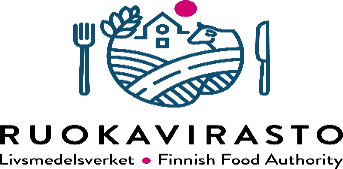 RUOKAVIRASTO
Livsmedelsverket • Finnish Food Authority